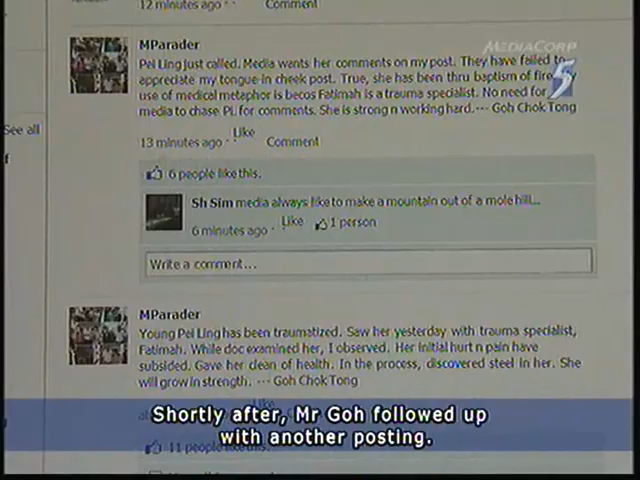 12 minutes ago · Comment
MEDIACORP
5
MParader
Pei Ling just called. Media wants her comments on my post. They have failed to
appreciate my tongue-in cheek post. True, she has been thru baptism of fire. My
use of medical metaphor is becos Fatimah is a trauma specialist. No need for
media to chase PL for comments. She is strong n working hard.--- Goh Chok Tong
See all
13 minutes ago · Like Comment
f
6 people like this.
Sh Sim media always like to make a mountain out of a mole hill...
6 minutes ago · Like 1 person
Write a comment...
MParader
Young Pei Ling has been traumatized. Saw her yesterday with trauma specialist,
Fatimah. While doc examined her, I observed. Her initial hurt n pain have
subsided. Gave her clean of health. In the process, discovered steel in her. She
will grow in strength. --- Goh Chok Tong
Shortly after, Mr Goh followed up
with another posting.
11 people like this.